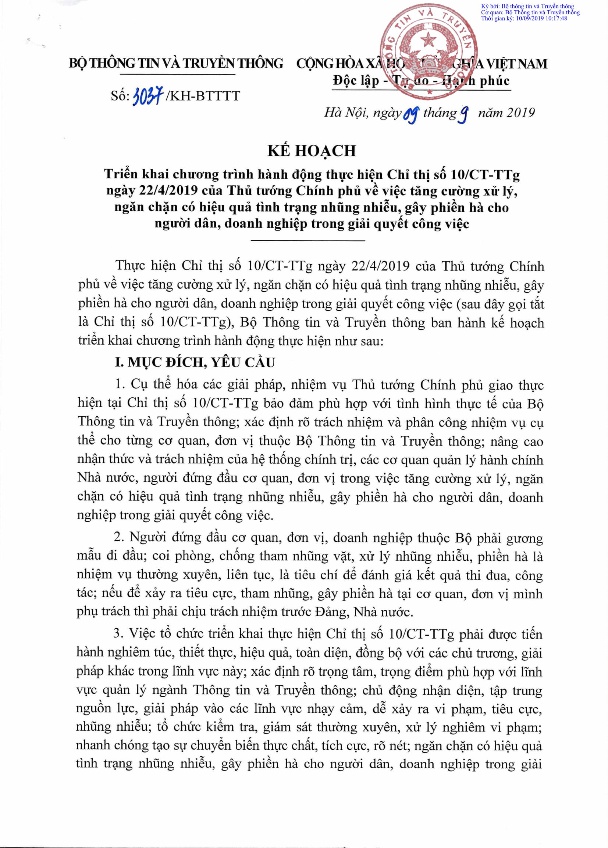 Ký bởi: Bộ Thông tin và Truyền thông
Cơ quan: Bộ Thông tin và Truyền thông
Thời gian ký: 10/09/2019 10:17:48
BỘ THÔNG TIN VÀ TRUYỀN THÔNG
CỘNG HÒA XÃ HỘ NGHĨA VIỆT NAM
Độc lập - Tự do - Hạnh phúc
Số: 3037/KH-BTTTT
Hà Nội, ngày 09 tháng 9 năm 2019
KẾ HOẠCH
Triển khai chương trình hành động thực hiện Chỉ thị số 10/CT-TTg
ngày 22/4/2019 của Thủ tướng Chính phủ về việc tăng cường xử lý,
ngăn chặn có hiệu quả tình trạng nhũng nhiễu, gây phiền hà cho
người dân, doanh nghiệp trong giải quyết công việc
Thực hiện Chỉ thị số 10/CT-TTg ngày 22/4/2019 của Thủ tướng Chính
phủ về việc tăng cường xử lý, ngăn chặn có hiệu quả tình trạng nhũng nhiễu, gây
phiền hà cho người dân, doanh nghiệp trong giải quyết công việc (sau đây gọi tắt
là Chỉ thị số 10/CT-TTg), Bộ Thông tin và Truyền thông ban hành kế hoạch
triển khai chương trình hành động thực hiện như sau:
I. MỤC ĐÍCH, YÊU CẦU
1. Cụ thể hóa các giải pháp, nhiệm vụ Thủ tướng Chính phủ giao thực
hiện tại Chỉ thị số 10/CT-TTg bảo đảm phù hợp với tình hình thực tế của Bộ
Thông tin và Truyền thông; xác định rõ trách nhiệm và phân công nhiệm vụ cụ
thể cho từng cơ quan, đơn vị thuộc Bộ Thông tin và Truyền thông; nâng cao
nhận thức và trách nhiệm của hệ thống chính trị, các cơ quan quản lý hành chính
Nhà nước, người đứng đầu cơ quan, đơn vị trong việc tăng cường xử lý, ngăn
chặn có hiệu quả tình trạng nhũng nhiễu, gây phiền hà cho người dân, doanh
nghiệp trong giải quyết công việc.
2. Người đứng đầu cơ quan, đơn vị, doanh nghiệp thuộc Bộ phải gương
mẫu đi đầu; coi phòng, chống tham nhũng vặt, xử lý nhũng nhiễu, phiền hà là
nhiệm vụ thường xuyên, liên tục, là tiêu chí để đánh giá kết quả thi đua, công
tác; nếu để xảy ra tiêu cực, tham nhũng, gây phiền hà tại cơ quan, đơn vị mình
phụ trách thì phải chịu trách nhiệm trước Đảng, Nhà nước.
3. Việc tổ chức triển khai thực hiện Chỉ thị số 10/CT-TTg phải được tiến
hành nghiêm túc, thiết thực, hiệu quả, toàn diện, đồng bộ với các chủ trương, giải
pháp khác trong lĩnh vực này; xác định rõ trọng tâm, trọng điểm phù hợp với lĩnh
vực quản lý ngành Thông tin và Truyền thông; chủ động nhận diện, tập trung
nguồn lực, giải pháp vào các lĩnh vực nhạy cảm, dễ xảy ra vi phạm, tiêu cực,
nhũng nhiễu; tổ chức kiểm tra, giám sát thường xuyên, xử lý nghiêm vi phạm;
nhanh chóng tạo sự chuyển biến thực chất, tích cực, rõ nét; ngăn chặn có hiệu quả
tình trạng nhũng nhiễu, gây phiền hà cho người dân, doanh nghiệp trong giải